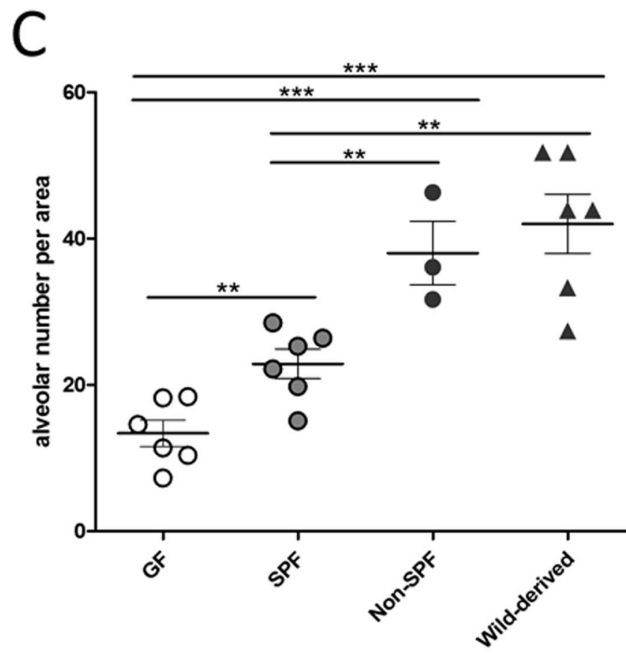 C
***
***
60
**
**
40
**
20
0
alveolar number per area
GF
SPF
Non-SPF
Wild-derived